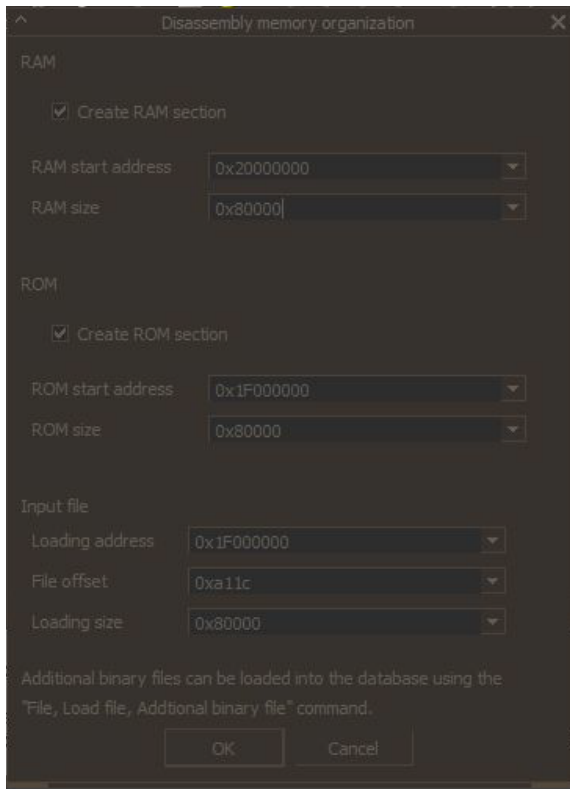 Disassembly memory organization
RAM
Create RAM section
RAM start address 0x20000000
RAM size 0x80000
ROM
Create ROM section
ROM start address 0x1F000000
ROM size 0x80000
Input file
Loading address 0x1F000000
File offset 0xa11c
Loading size 0x80000
Additional binary files can be loaded into the database using the
"File, Load file, Addtional binary file" command.
OK Cancel